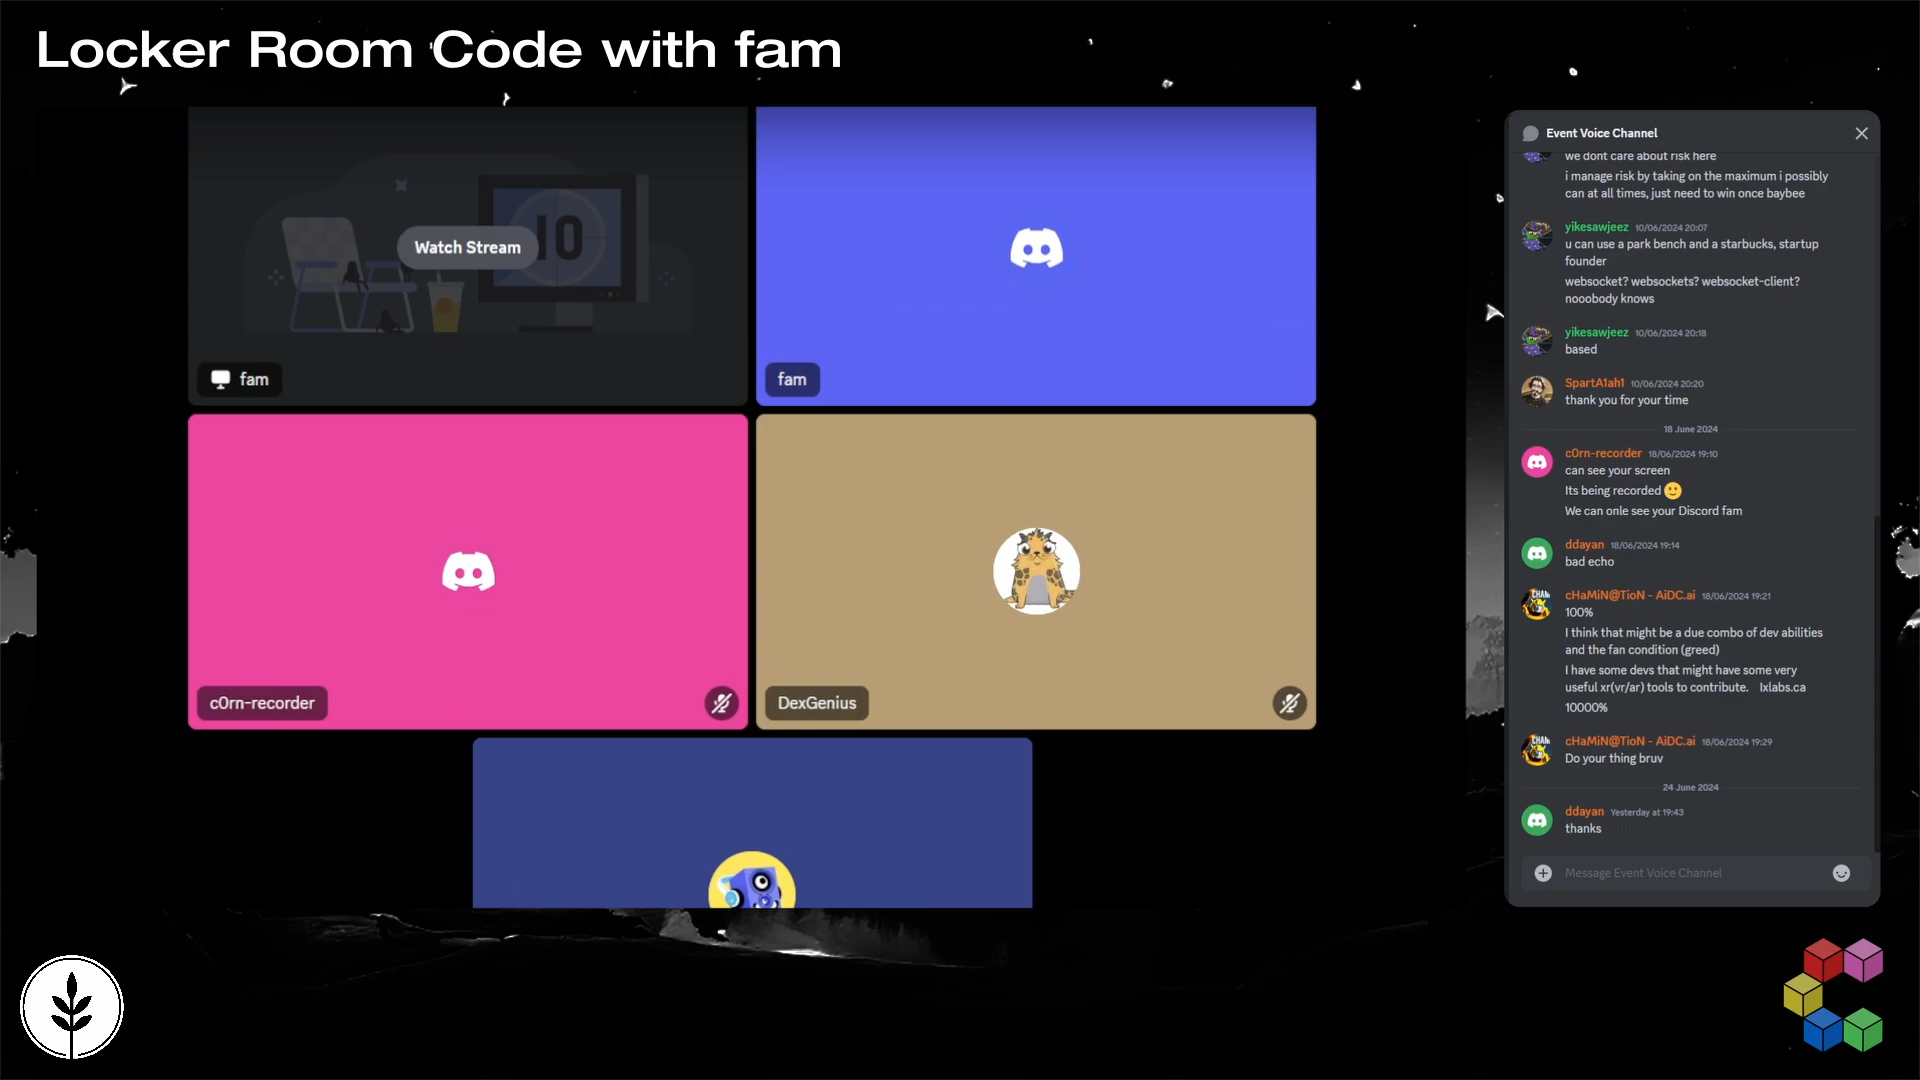 Locker Room Code with fam
Watch Stream
10
fam
fam
c0rn-recorder
DexGenius
Event Voice Channel
we dont care about risk here
i manage risk by taking on the maximum i possibly
can at all times, just need to win once baybee
yikesawjeez 10/06/2024 20:07
u can use a park bench and a starbucks, startup
founder
websocket? websockets? websocket-client?
nooobody knows
yikesawjeez 10/06/2024 20:18
based
SpartA1ah1 10/06/2024 20:20
thank you for your time
18 June 2024
c0rn-recorder 18/06/2024 19:10
can see your screen
Its being recorded 🙂
We can onle see your Discord fam
ddayan 18/06/2024 19:14
bad echo
CHAM
cHaMiN@TioN - AiDC.ai 18/06/2024 19:21
100%
I think that might be a due combo of dev abilities
and the fan condition (greed)
I have some devs that might have some very
useful xr(vr/ar) tools to contribute. lxlabs.ca
10000%
CHAM
cHaMiN@TioN - AiDC.ai 18/06/2024 19:29
Do your thing bruv
24 June 2024
ddayan Yesterday at 19:43
thanks
Message Event Voice Channel